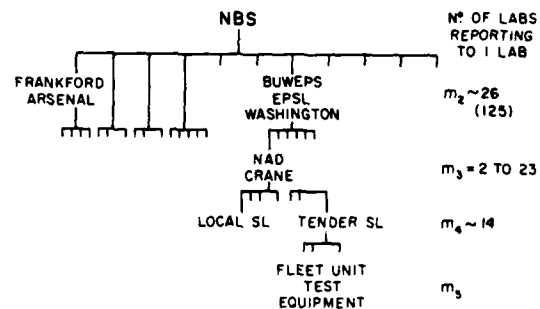 NBS
Nº OF LABS
REPORTING
TO 1 LAB
FRANKFORD
ARSENAL
BUWEPS
EPSL
WASHINGTON
m₂~26
(125)
NAD
CRANE
m₃=2 TO 23
LOCAL SL
TENDER SL
m₄~14
FLEET UNIT
TEST
EQUIPMENT
m₅